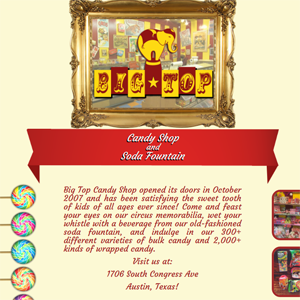 BIG★TOP
Candy Shop
and
Soda Fountain
Big Top Candy Shop opened its doors in October
2007 and has been satisfying the sweet tooth
of kids of all ages ever since! Come and feast
your eyes on our circus memorabilia, wet your
whistle with a beverage from our old-fashioned
soda fountain, and indulge in our 300+
different varieties of bulk candy and 2,000+
kinds of wrapped candy.
Visit us at:
1706 South Congress Ave
Austin, Texas!